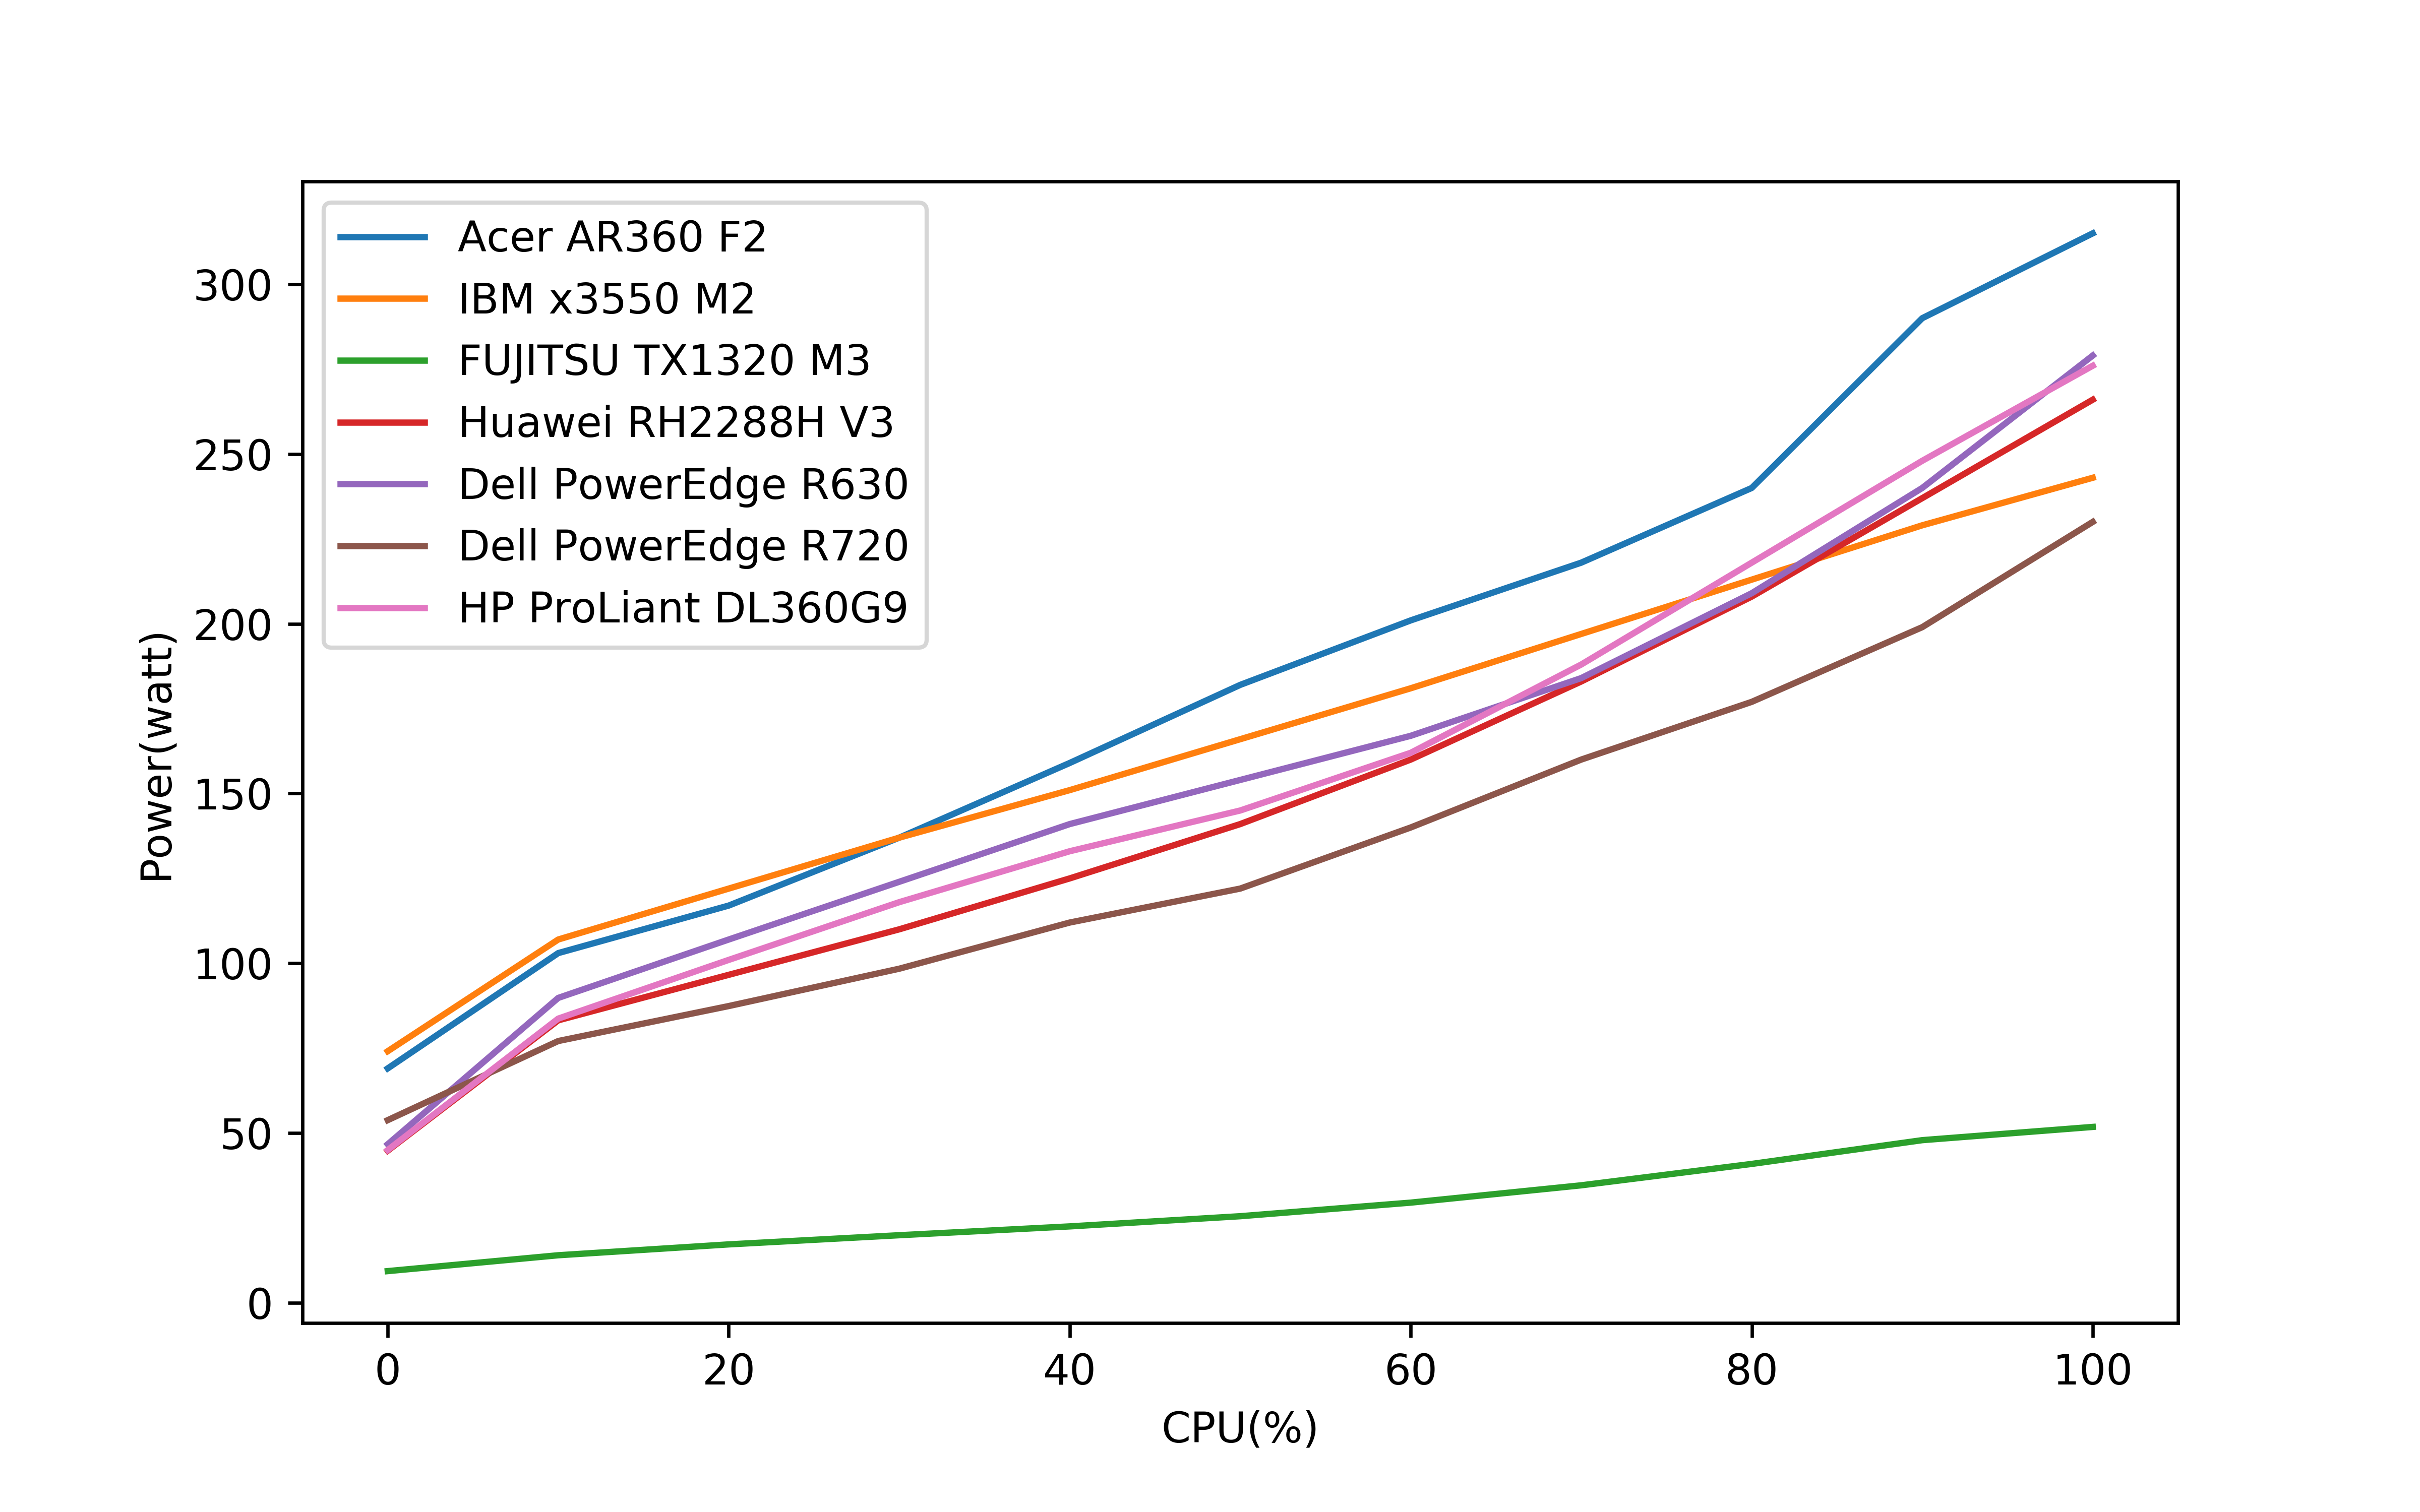 Acer AR360 F2
IBM x3550 M2
FUJITSU TX1320 M3
Huawei RH2288H V3
Dell PowerEdge R630
Dell PowerEdge R720
HP ProLiant DL360G9
Power(watt)
300
250
200
150
100
50
0
0 20 40 60 80 100
CPU(%)